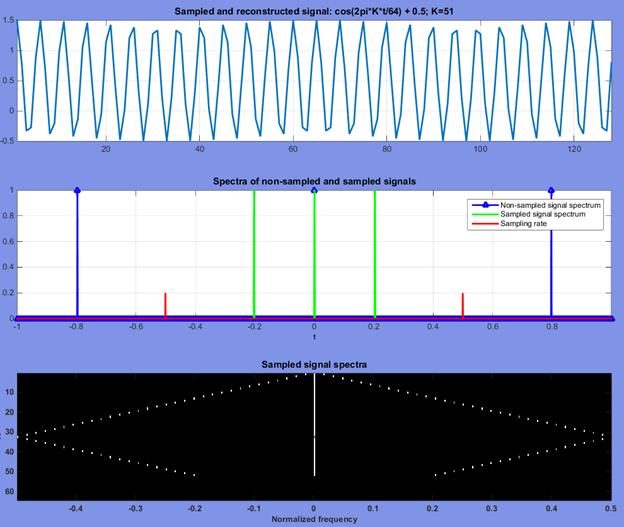 Sampled and reconstructed signal: cos(2pi*K*t/64) + 0.5; K=51
1.5
1
0.5
0
-0.5
20 40 60 80 100 120
Spectra of non-sampled and sampled signals
1
0.8
0.6
0.4
0.2
0
Non-sampled signal spectrum
Sampled signal spectrum
Sampling rate
-1 -0.8 -0.6 -0.4 -0.2 0 0.2 0.4 0.6 0.8
t
Sampled signal spectra
10
20
30
40
50
60
-0.4 -0.3 -0.2 -0.1 0 0.1 0.2 0.3 0.4 0.5
Normalized frequency